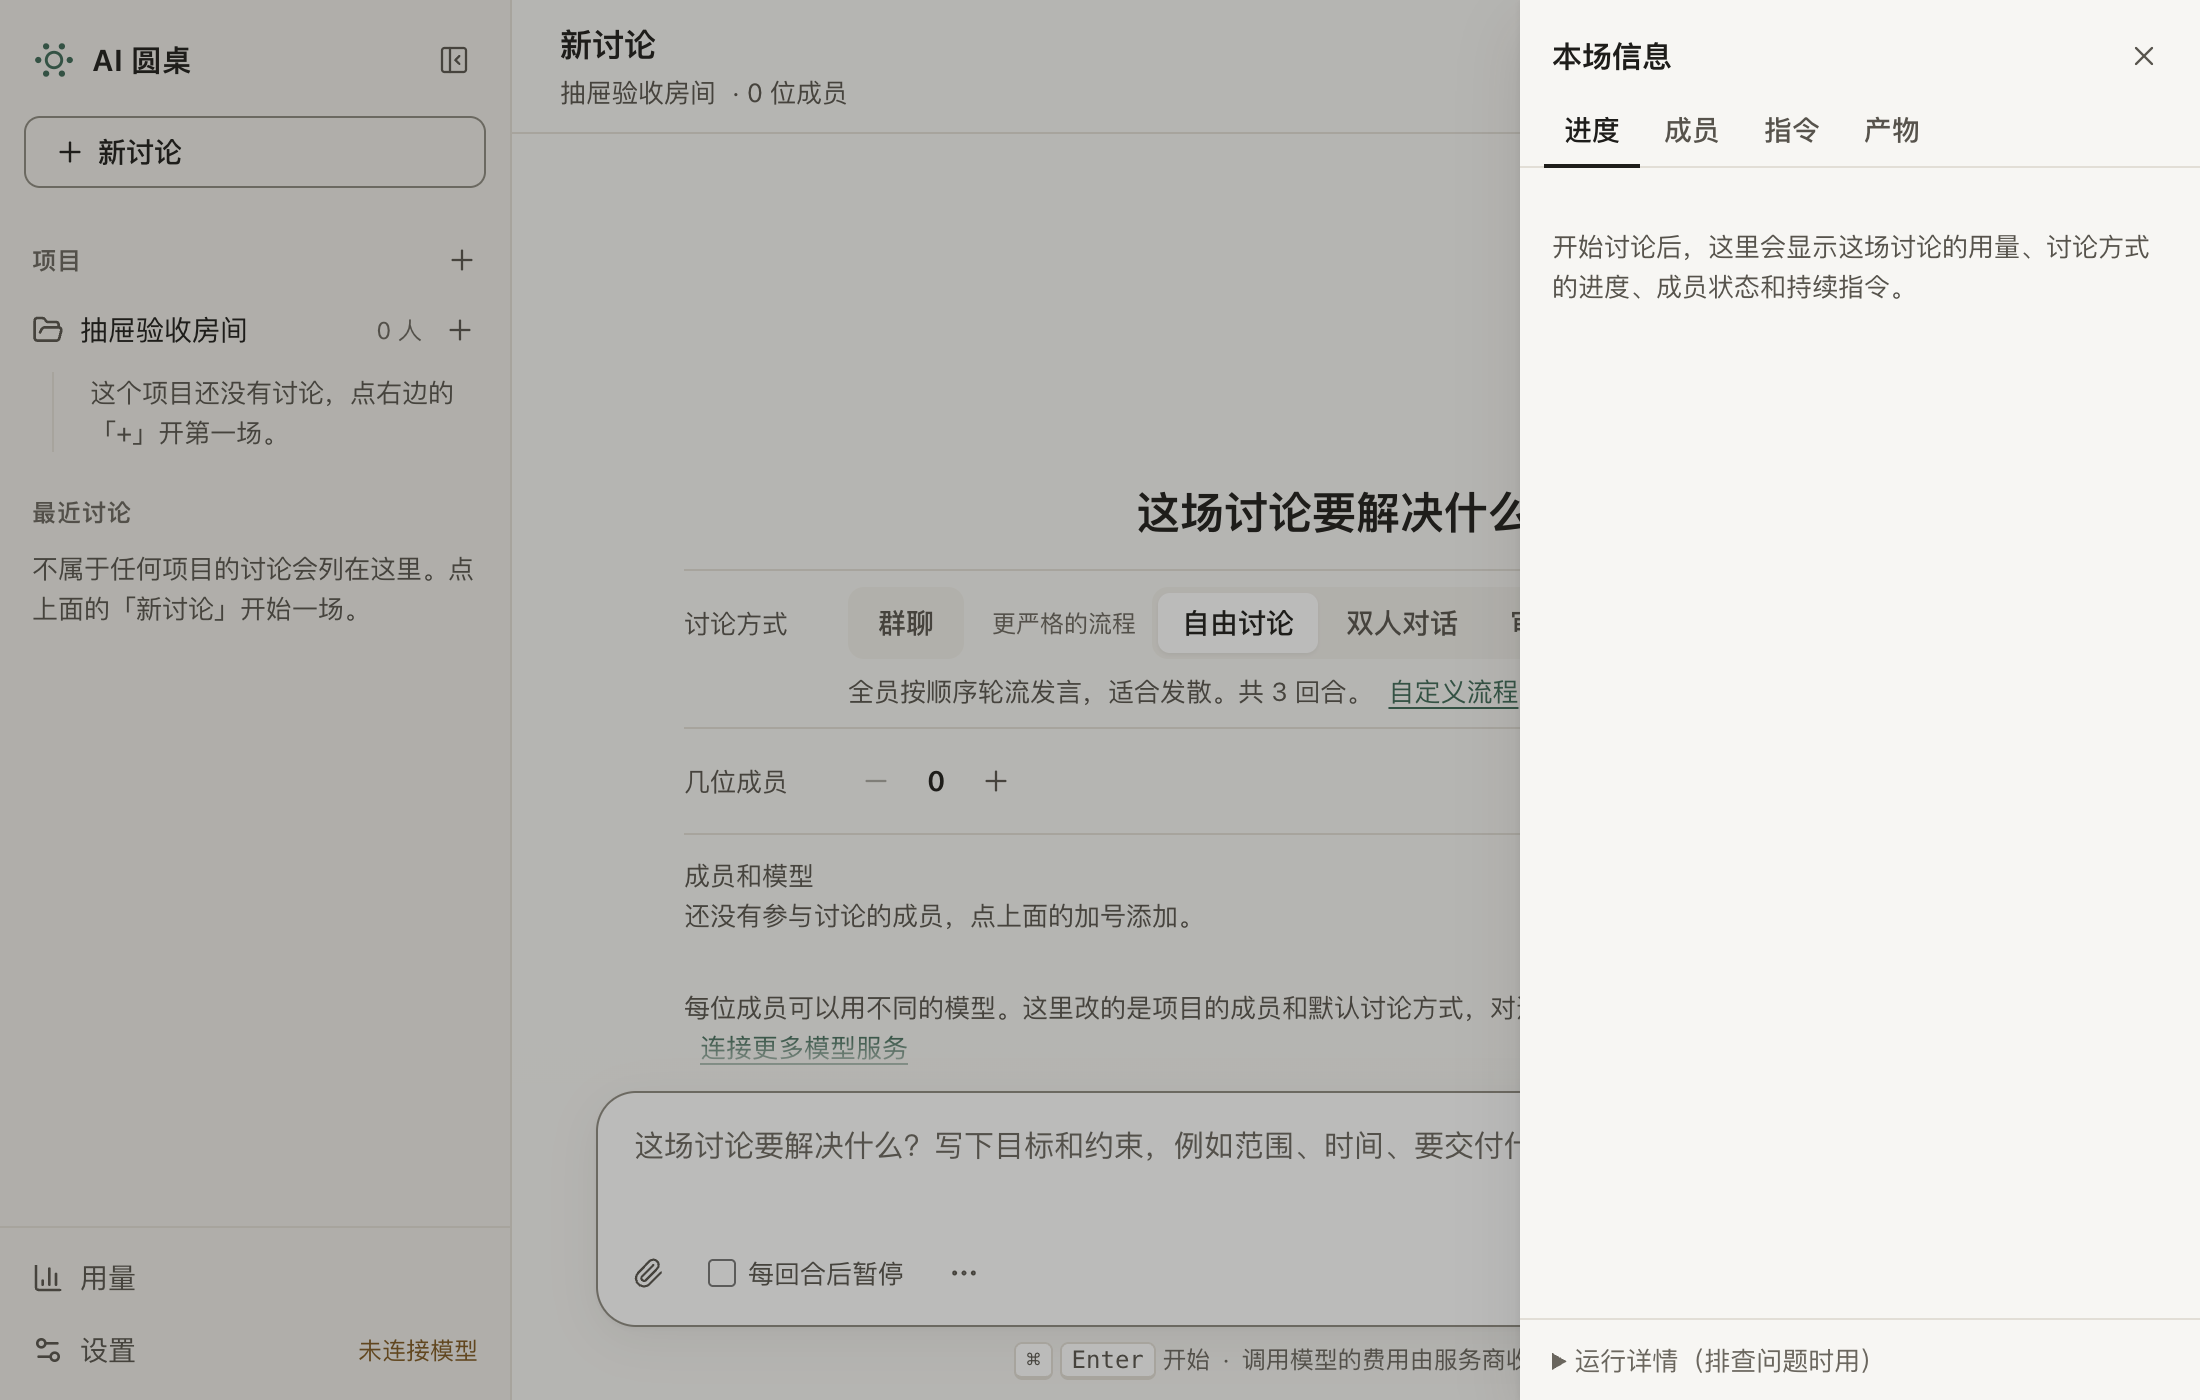 AI 圆桌
新讨论
项目
抽屉验收房间 0 人
这个项目还没有讨论，点右边的
「+」开第一场。
最近讨论
不属于任何项目的讨论会列在这里。点
上面的「新讨论」开始一场。
用量
设置 未连接模型
新讨论
抽屉验收房间 · 0 位成员
这场讨论要解决什么
讨论方式 群聊 更严格的流程 自由讨论 双人对话
全员按顺序轮流发言，适合发散。共 3 回合。 自定义流程
几位成员 0
成员和模型
还没有参与讨论的成员，点上面的加号添加。
每位成员可以用不同的模型。这里改的是项目的成员和默认讨论方式，对
连接更多模型服务
这场讨论要解决什么？写下目标和约束，例如范围、时间、要交付什
每回合后暂停
⌘ Enter 开始 · 调用模型的费用由服务商收
本场信息
进度 成员 指令 产物
开始讨论后，这里会显示这场讨论的用量、讨论方式
的进度、成员状态和持续指令。
运行详情（排查问题时用）